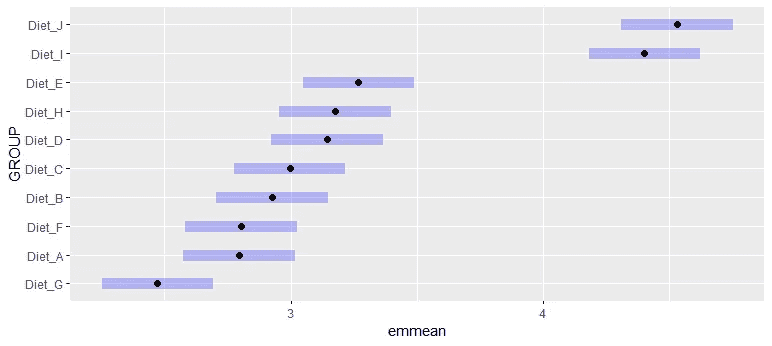 Diet_J
Diet_I
Diet_E
Diet_H
Diet_D
Diet_C
Diet_B
Diet_F
Diet_A
Diet_G
GROUP
3 4
emmean